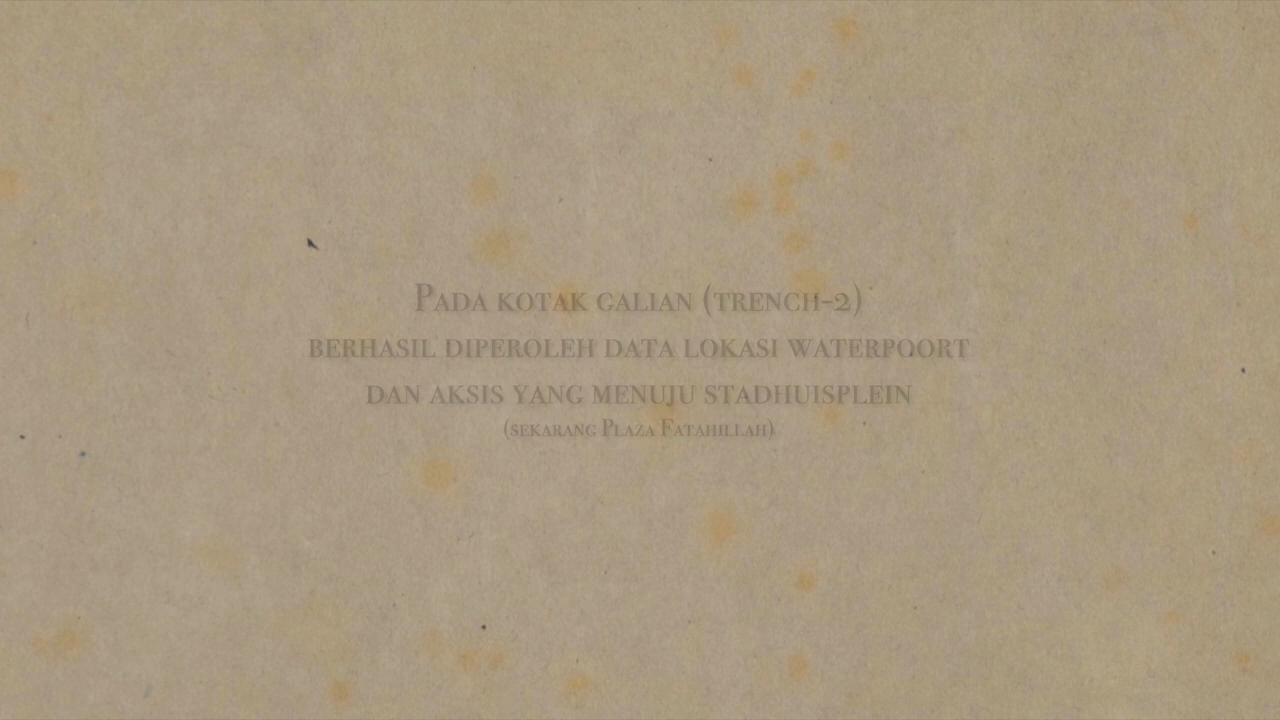 Pada kotak galian (trench-2)
berhasil diperoleh data lokasi waterpoort
dan aksis yang menuju stadhuisplein
(sekarang Plaza Fatahillah)